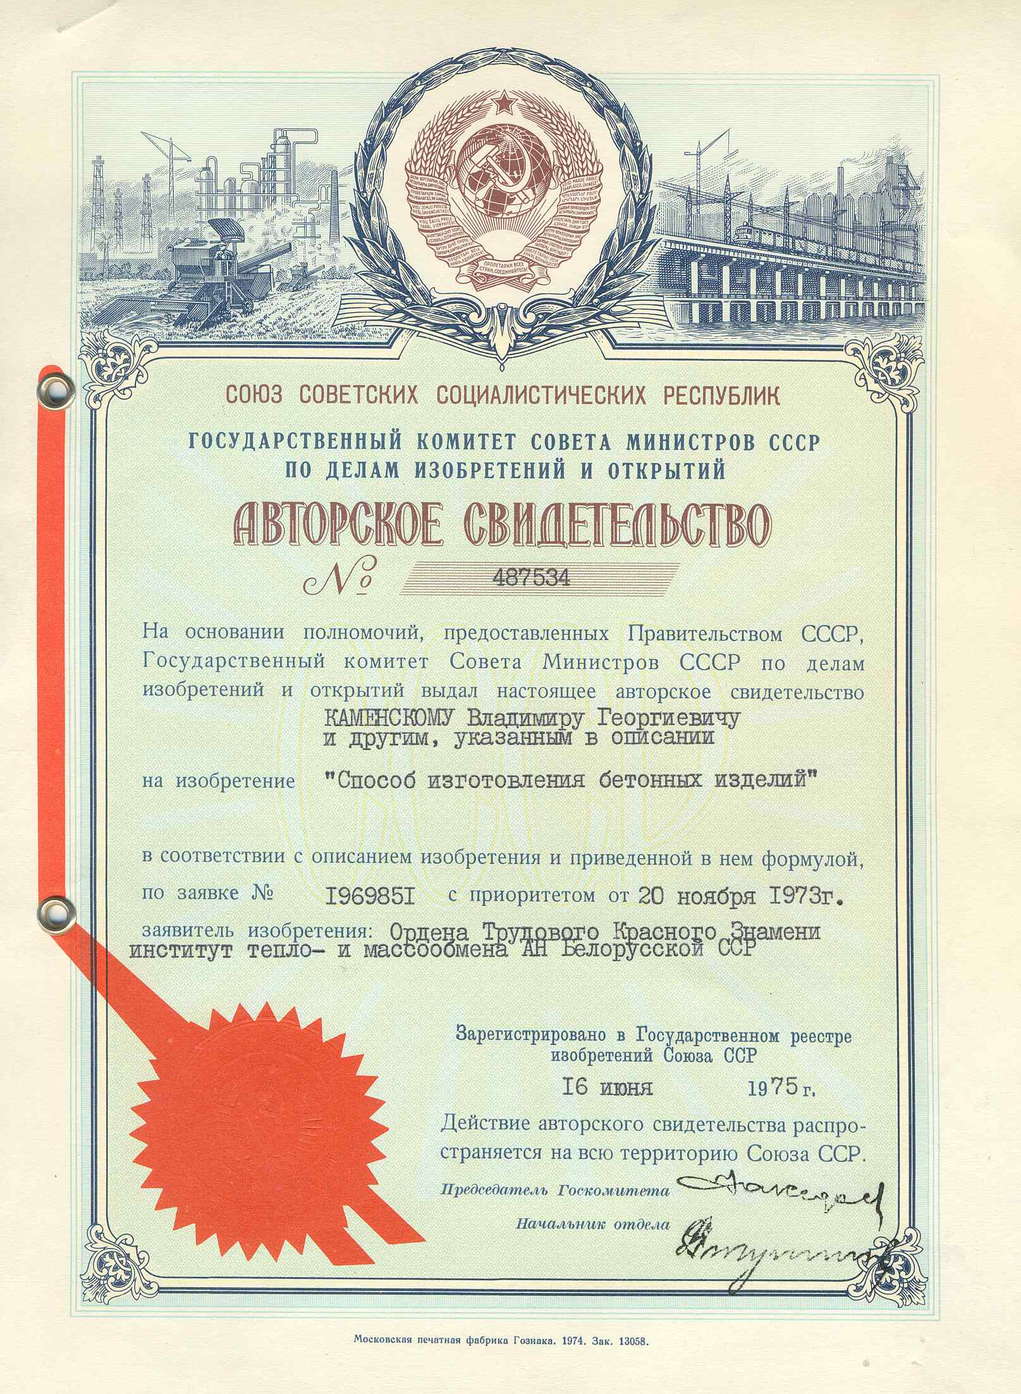 СОЮЗ СОВЕТСКИХ СОЦИАЛИСТИЧЕСКИХ РЕСПУБЛИК
ГОСУДАРСТВЕННЫЙ КОМИТЕТ СОВЕТА МИНИСТРОВ СССР
ПО ДЕЛАМ ИЗОБРЕТЕНИЙ И ОТКРЫТИЙ
АВТОРСКОЕ СВИДЕТЕЛЬСТВО
№ 487534
На основании полномочий, предоставленных Правительством СССР,
Государственный комитет Совета Министров СССР по делам
изобретений и открытий выдал настоящее авторское свидетельство
КАМЕНСКОМУ Владимиру Георгиевичу
и другим, указанным в описании
на изобретение "Способ изготовления бетонных изделий"
в соответствии с описанием изобретения и приведенной в нем формулой,
по заявке № I96985I с приоритетом от 20 ноября I973г.
заявитель изобретения: Ордена Трудового Красного Знамени
институт тепло- и массообмена АН Белорусской ССР
Зарегистрировано в Государственном реестре
изобретений Союза ССР
I6 июня 1975 г.
Действие авторского свидетельства распро-
страняется на всю территорию Союза ССР.
Председатель Госкомитета
Начальник отдела
Московская печатная фабрика Гознака. 1974. Зак. 13058.